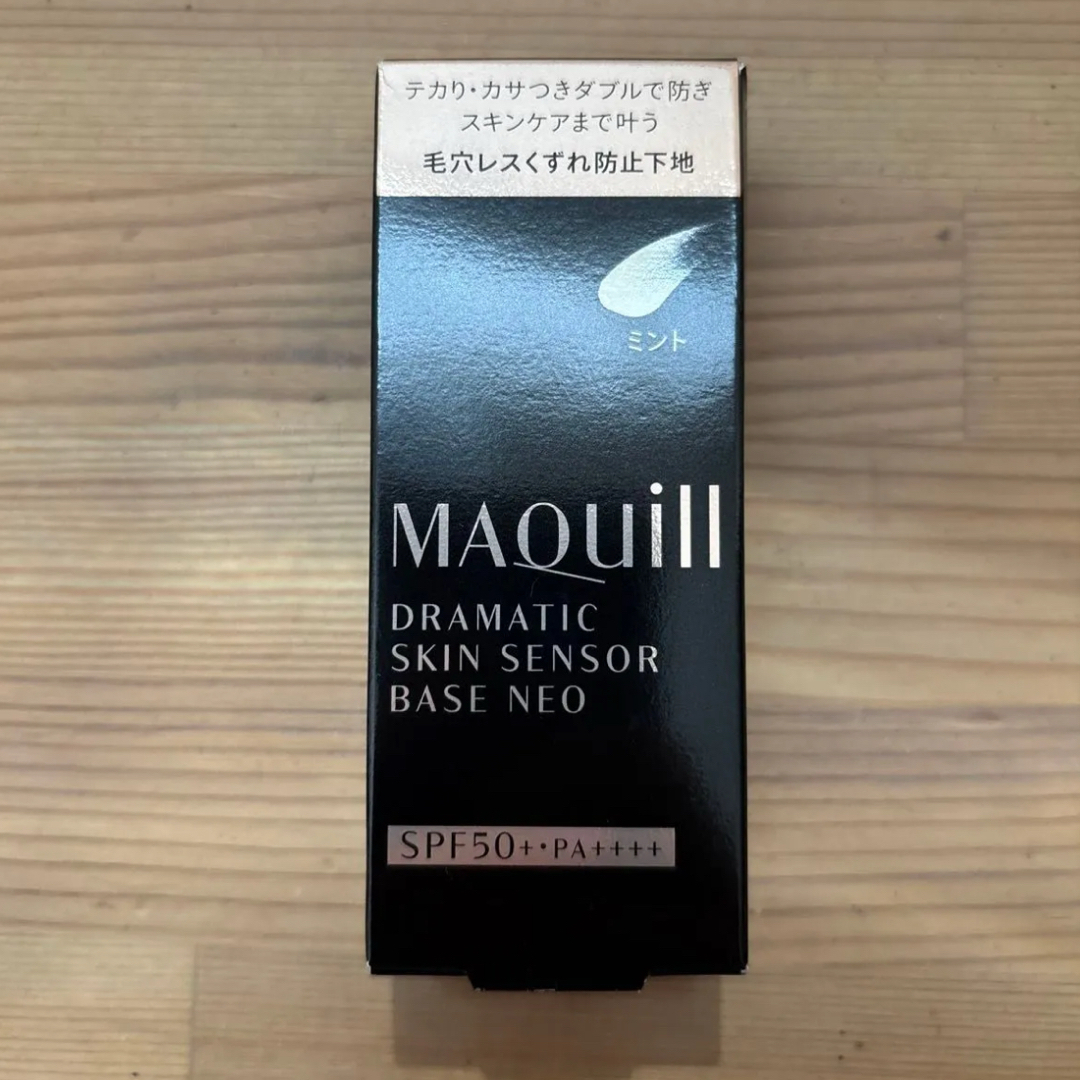 テカり・カサつきダブルで防ぎ
スキンケアまで叶う
毛穴レスくずれ防止下地
ミント
MAQuill
DRAMATIC
SKIN SENSOR
BASE NEO
SPF50+・PA++++